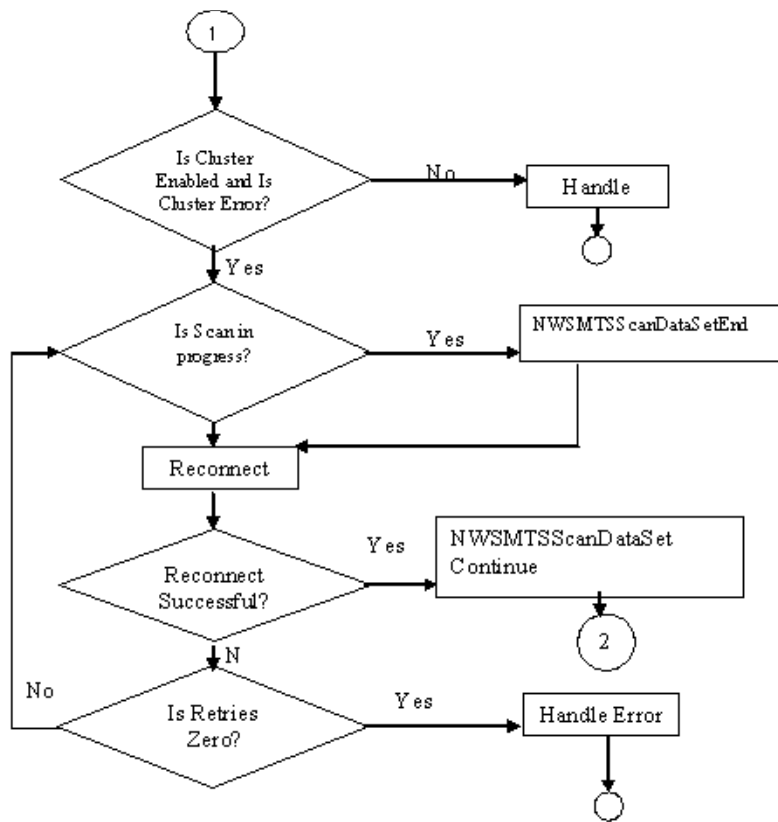 1
Is Cluster
Enabled and Is
Cluster Error?
No
Handle
Yes
Is Scan in
progress?
Yes
NWSMTSScanDataSetEnd
Reconnect
Reconnect
Successful?
Yes
NWSMTSScanDataSet
Continue
2
N
No
Is Retries
Zero?
Yes
Handle Error